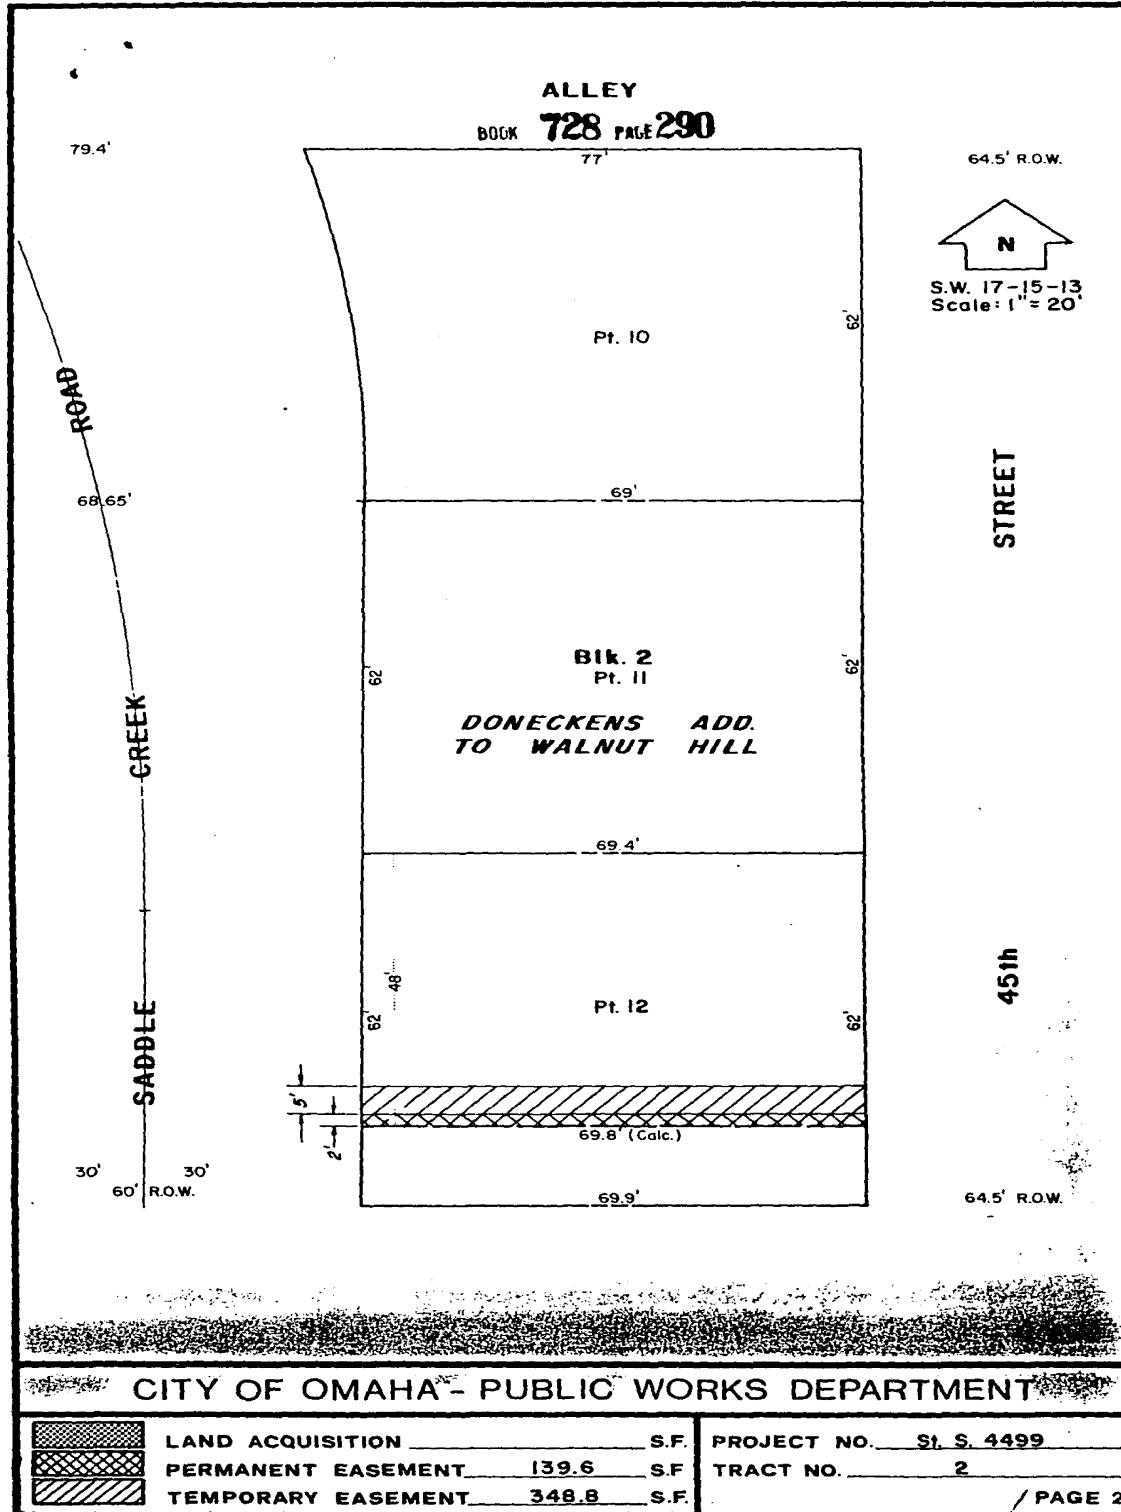 ALLEY
BOOK 728 PAGE 290
79.4'
77'
64.5' R.O.W.
N
S.W. 17-15-13
Scale: 1" = 20'
Pt. 10
62'
ROAD
68.65'
69'
STREET
Blk. 2
Pt. 11
62'
62'
DONECKENS ADD.
TO WALNUT HILL
CREEK
69.4'
48'
62'
Pt. 12
62'
45th
SADDLE
5'
2'
69.8' (Calc.)
30' 30'
60' R.O.W.
69.9'
64.5' R.O.W.
CITY OF OMAHA - PUBLIC WORKS DEPARTMENT
LAND ACQUISITION S.F.
PERMANENT EASEMENT 139.6 S.F
TEMPORARY EASEMENT 348.8 S.F.
PROJECT NO. St. S. 4499
TRACT NO. 2
/ PAGE 2